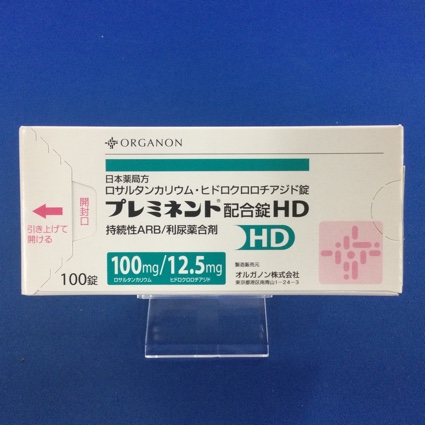 ORGANON
日本薬局方
ロサルタンカリウム・ヒドロクロロチアジド錠
プレミネント®配合錠HD
持続性ARB/利尿薬合剤
HD
100mg/12.5mg
ロサルタンカリウム ヒドロクロロチアジド
製造販売元
オルガノン株式会社
東京都港区南青山1-24-3
開封口
引き上げて
開ける
100錠